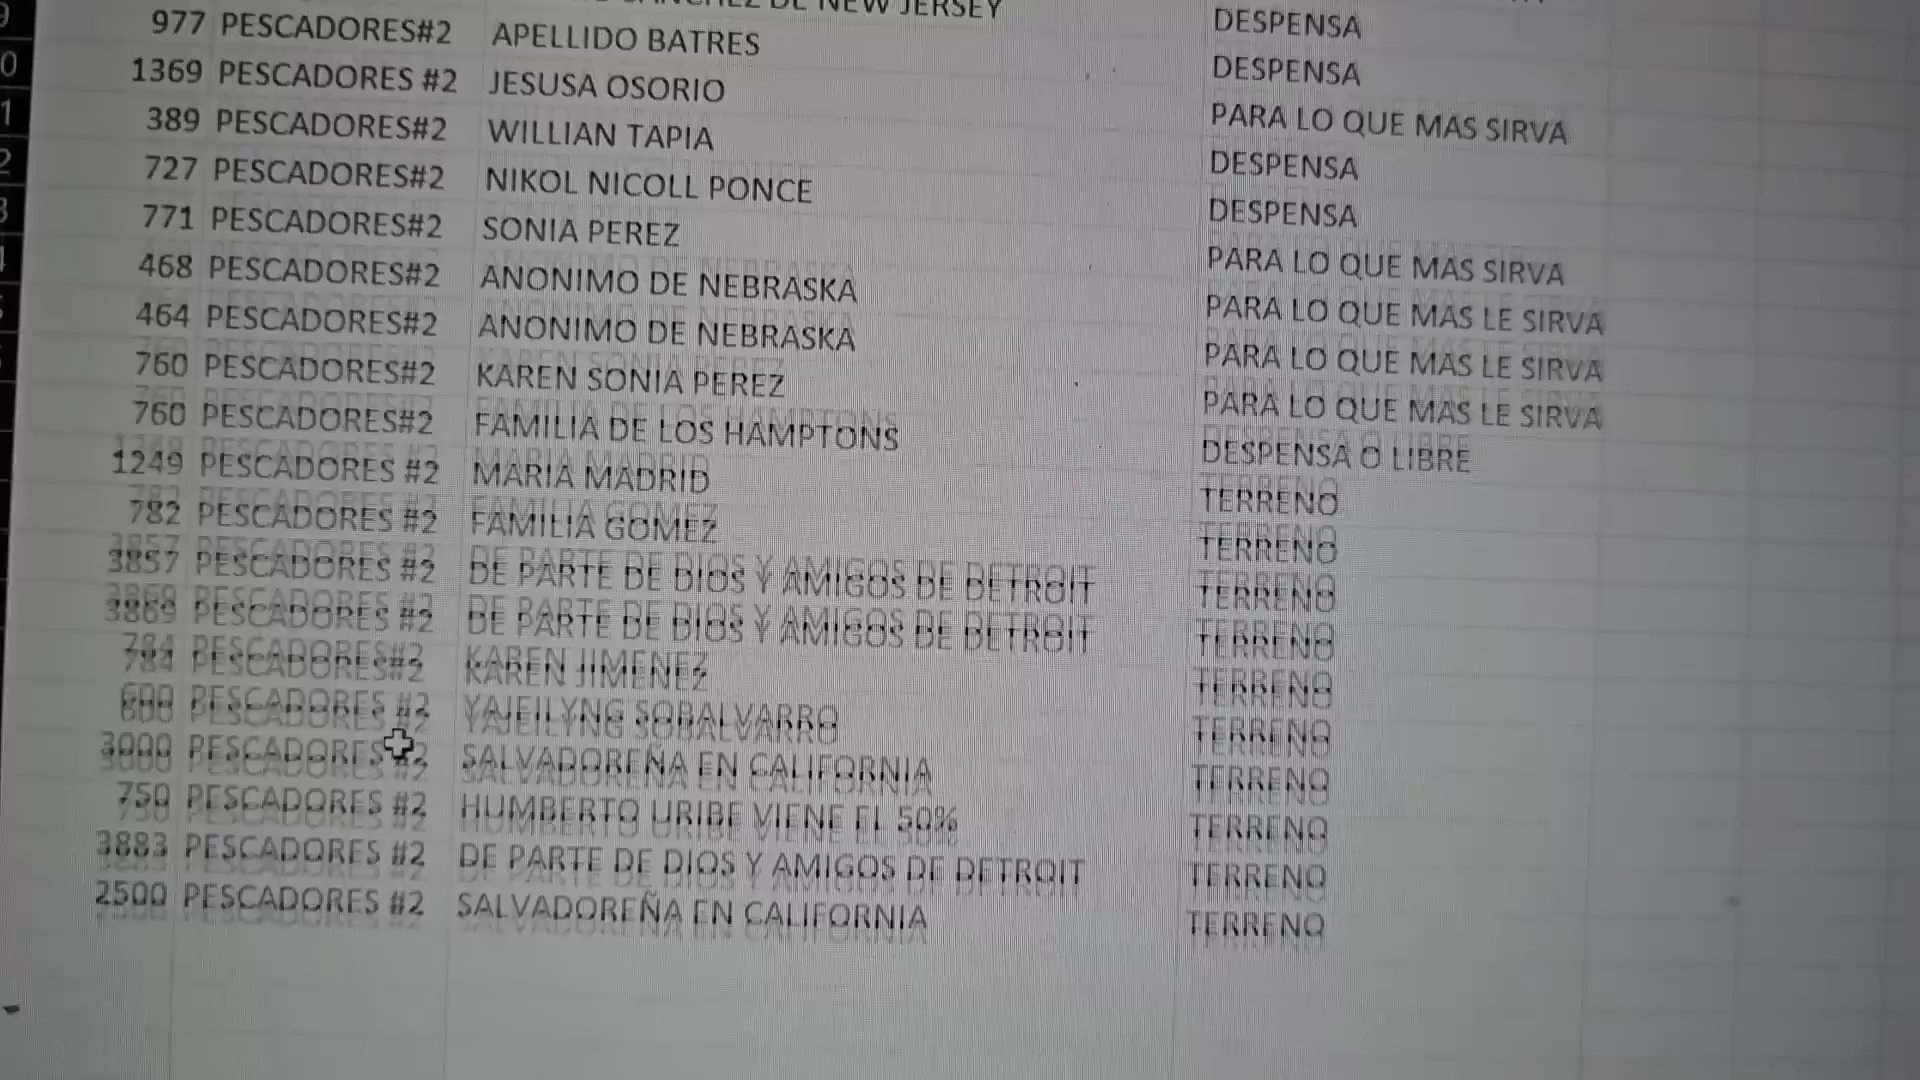 SANCHEZ DE NEW JERSEY
977 PESCADORES#2 APELLIDO BATRES DESPENSA
1369 PESCADORES #2 JESUSA OSORIO DESPENSA
389 PESCADORES#2 WILLIAN TAPIA PARA LO QUE MAS SIRVA
727 PESCADORES#2 NIKOL NICOLL PONCE DESPENSA
771 PESCADORES#2 SONIA PEREZ DESPENSA
468 PESCADORES#2 ANONIMO DE NEBRASKA PARA LO QUE MAS SIRVA
464 PESCADORES#2 ANONIMO DE NEBRASKA PARA LO QUE MAS LE SIRVA
760 PESCADORES#2 KAREN SONIA PEREZ PARA LO QUE MAS LE SIRVA
760 PESCADORES#2 FAMILIA DE LOS HAMPTONS PARA LO QUE MAS LE SIRVA
1249 PESCADORES #2 MARIA MADRID DESPENSA O LIBRE
782 PESCADORES #2 FAMILIA GOMEZ TERRENO
3857 PESCADORES #2 DE PARTE DE DIOS Y AMIGOS DE DETROIT TERRENO
3869 PESCADORES #2 DE PARTE DE DIOS Y AMIGOS DE DETROIT TERRENO
784 PESCADORES#2 KAREN JIMENEZ TERRENO
600 PESCADORES #2 YAJEILYNG SOBALVARRO TERRENO
3000 PESCADORES #2 SALVADOREÑA EN CALIFORNIA TERRENO
750 PESCADORES #2 HUMBERTO URIBE VIENE EL 50% TERRENO
3883 PESCADORES #2 DE PARTE DE DIOS Y AMIGOS DE DETROIT TERRENO
2500 PESCADORES #2 SALVADOREÑA EN CALIFORNIA TERRENO
TERRENO